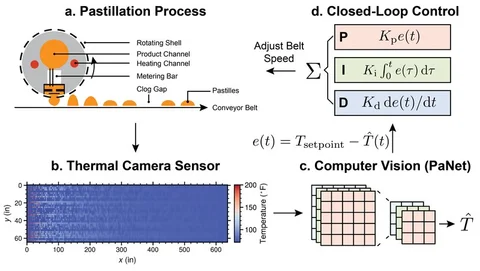 a. Pastillation Process
Rotating Shell
Product Channel
Heating Channel
Metering Bar
Clog Gap
Pastilles
Conveyor Belt
d. Closed-Loop Control
Adjust Belt
Speed
Σ
P K_p e(t)
I K_i ∫_0^t e(τ) dτ
D K_d de(t)/dt
e(t) = T_setpoint − T̂(t)
b. Thermal Camera Sensor
0
20
40
60
y (in)
0 100 200 300 400 500 600
x (in)
200
150
100
Temperature (°F)
c. Computer Vision (PaNet)
T̂